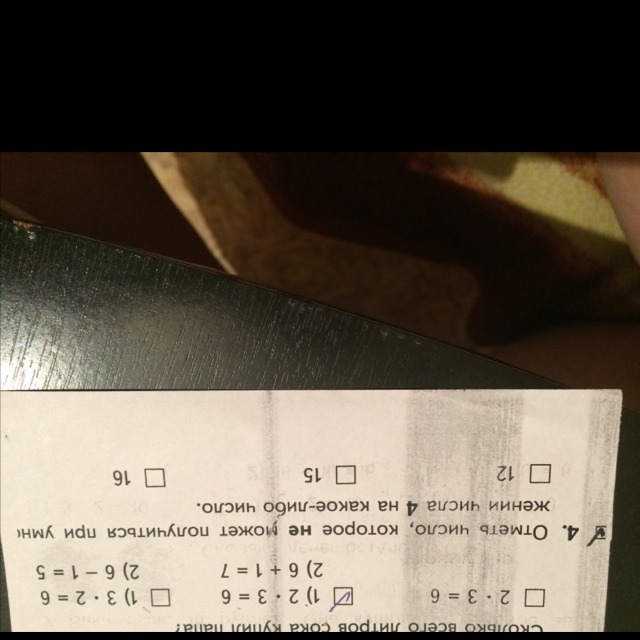 Сколько всего литров сока купил папа?
2 · 3 = 6 1) 2 · 3 = 6 1) 3 · 2 = 6
2) 6 + 1 = 7 2) 6 − 1 = 5
4. Отметь число, которое не может получиться при умно
жении числа 4 на какое-либо число.
12 15 16